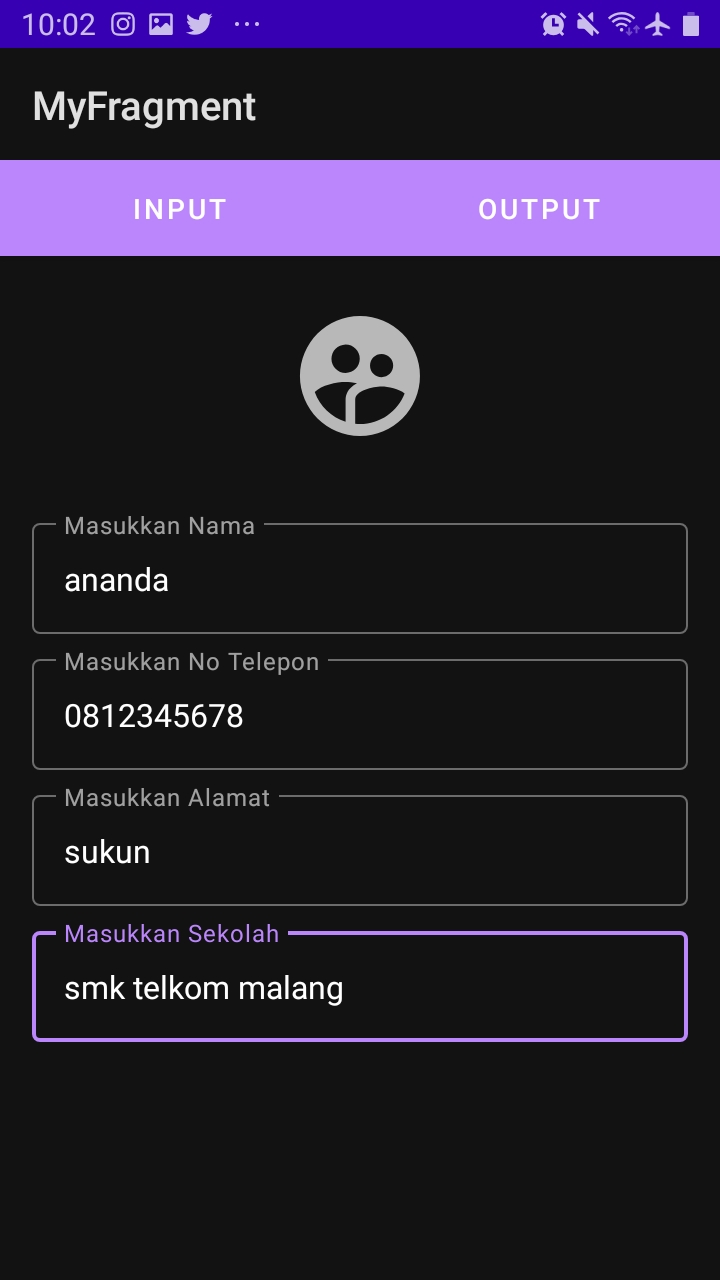 10:02
MyFragment
INPUT OUTPUT
Masukkan Nama
ananda
Masukkan No Telepon
0812345678
Masukkan Alamat
sukun
Masukkan Sekolah
smk telkom malang